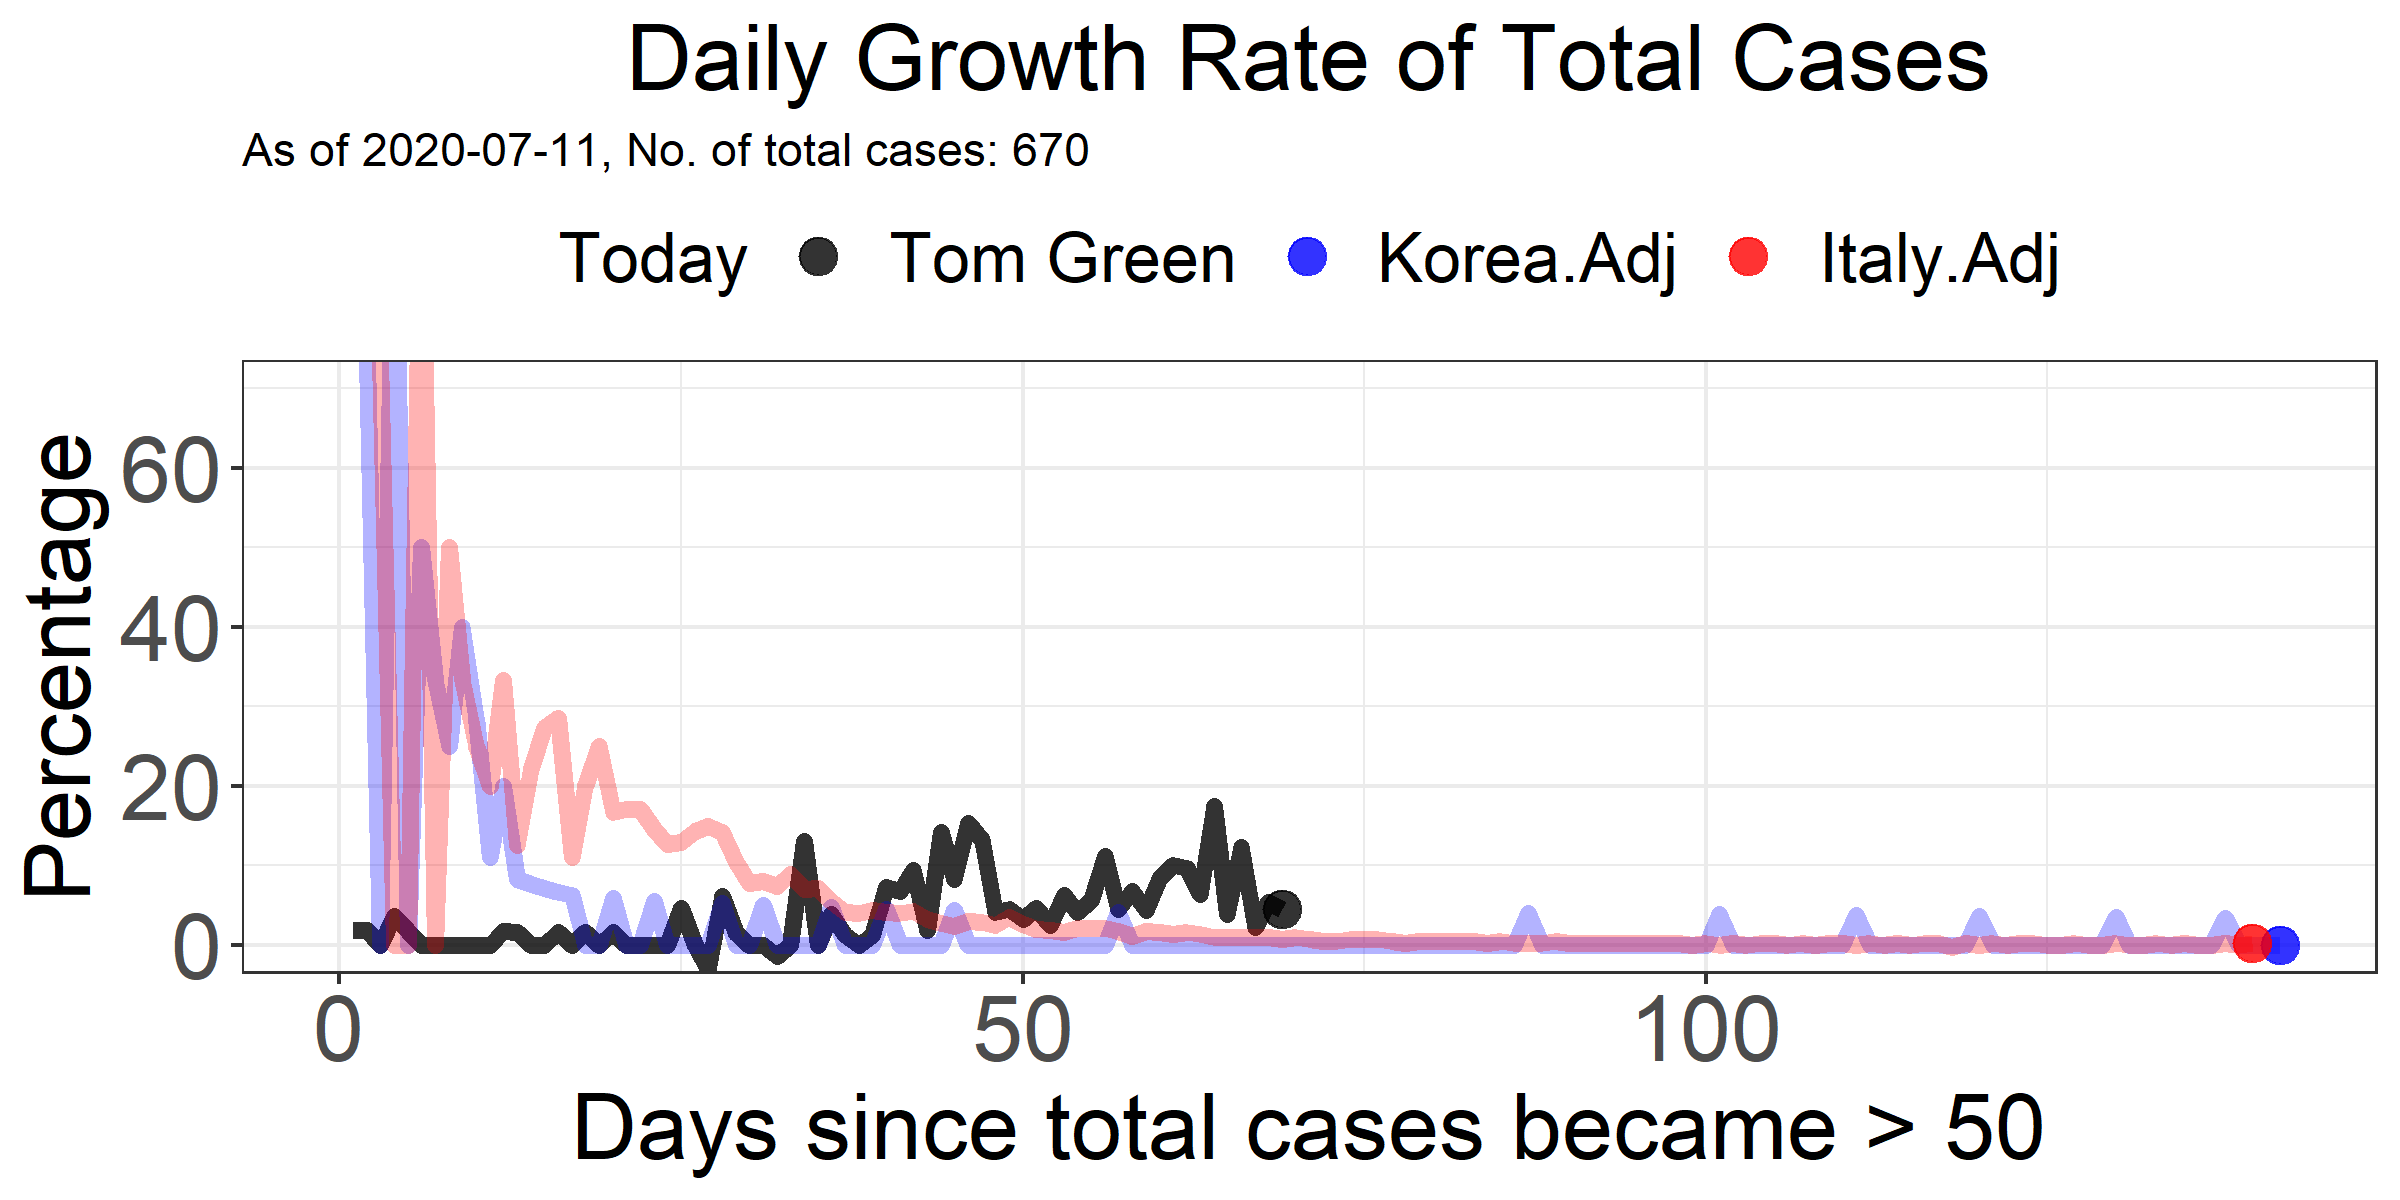 Daily Growth Rate of Total Cases
As of 2020-07-11, No. of total cases: 670
Today Tom Green Korea.Adj Italy.Adj
Percentage
60
40
20
0
0 50 100
Days since total cases became > 50